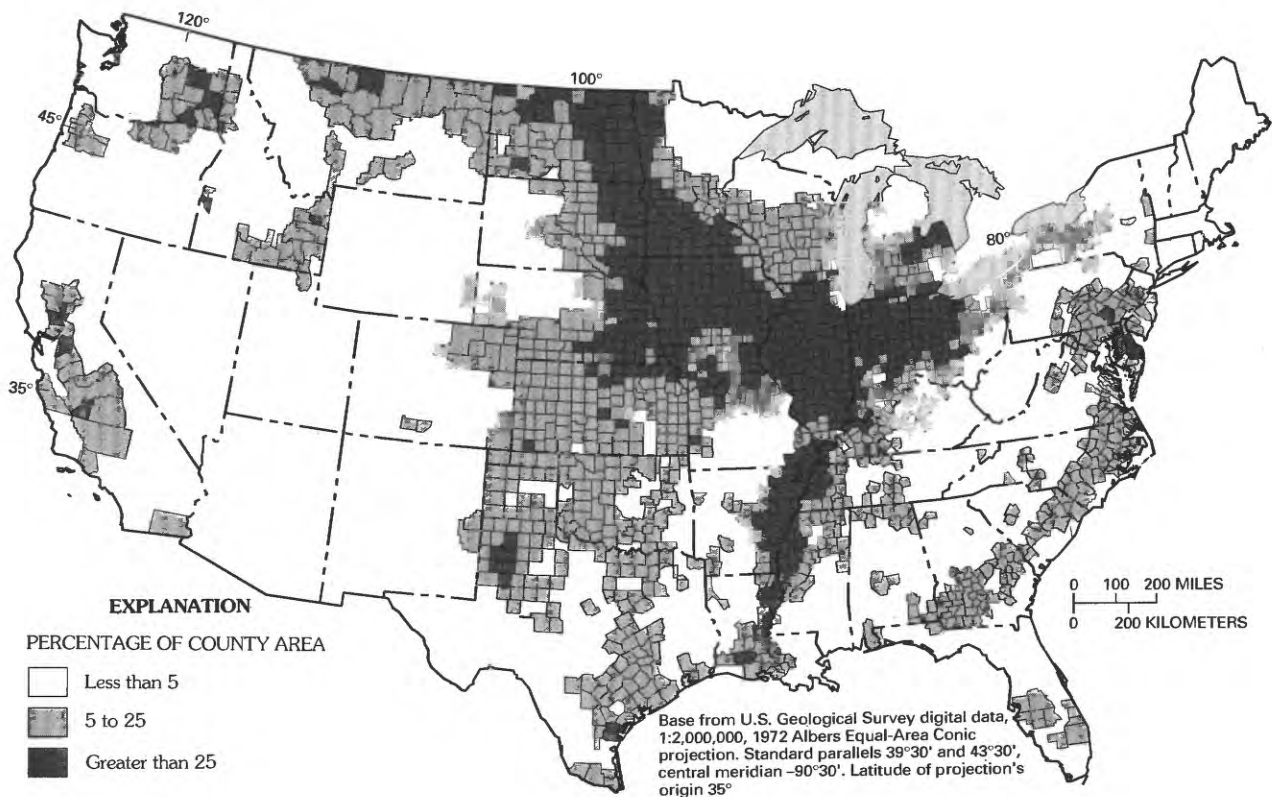 120°
100°
45°
80°
35°
0 100 200 MILES
0 200 KILOMETERS
EXPLANATION
PERCENTAGE OF COUNTY AREA
Less than 5
5 to 25
Greater than 25
Base from U.S. Geological Survey digital data,
1:2,000,000, 1972 Albers Equal-Area Conic
projection. Standard parallels 39°30' and 43°30',
central meridian –90°30'. Latitude of projection's
origin 35°